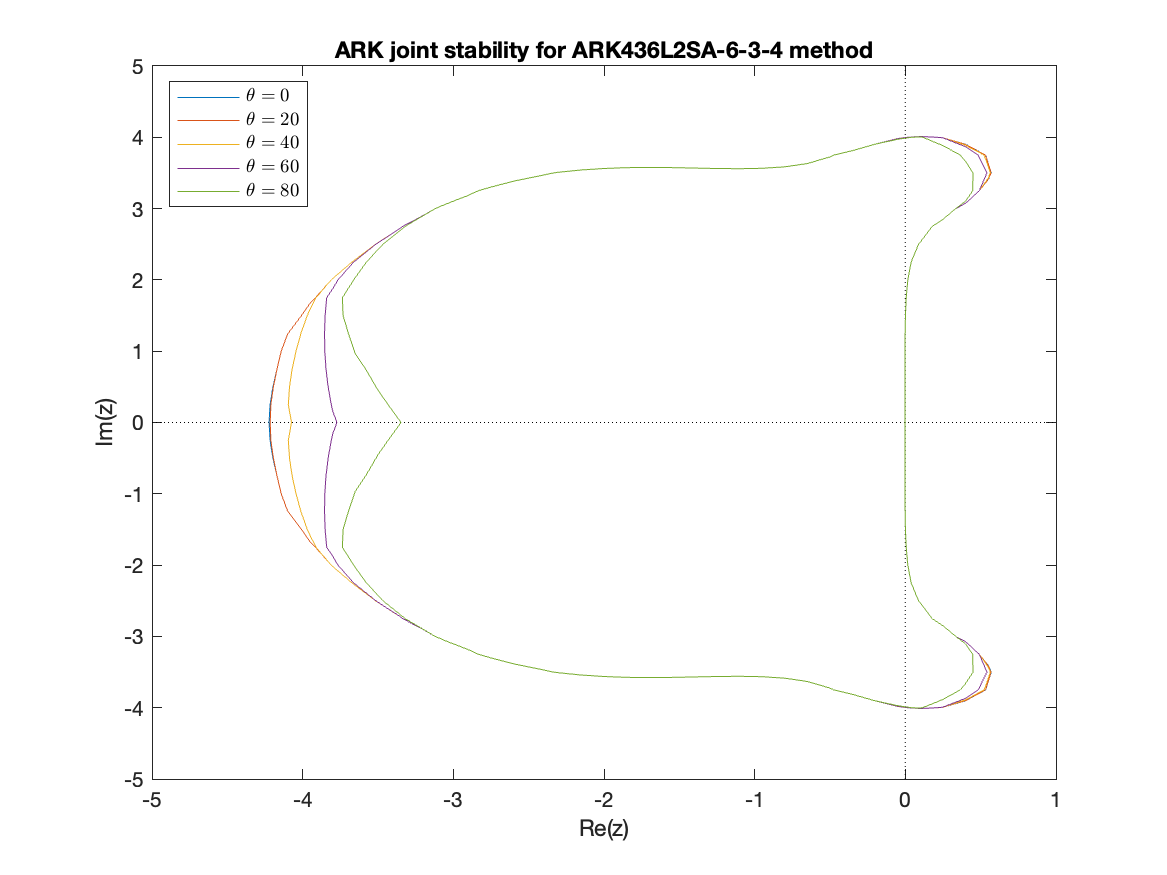 ARK joint stability for ARK436L2SA-6-3-4 method
θ = 0
θ = 20
θ = 40
θ = 60
θ = 80
5
4
3
2
1
0
-1
-2
-3
-4
-5
Im(z)
-5 -4 -3 -2 -1 0 1
Re(z)